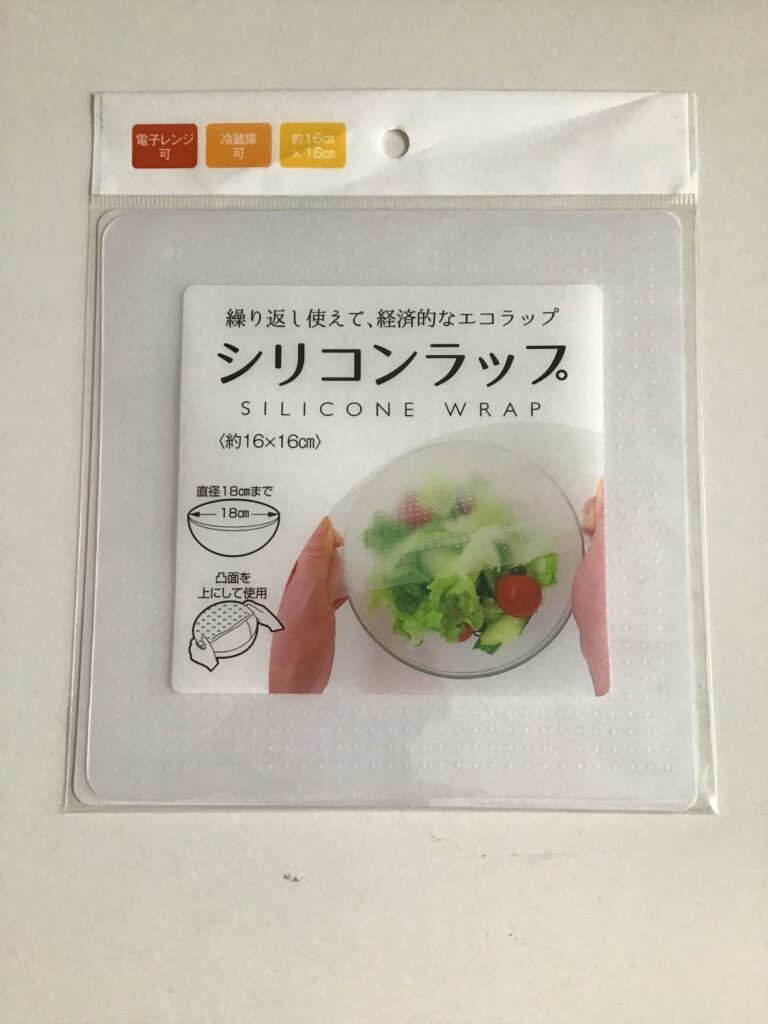 電子レンジ
可
冷蔵庫
可
約16cm
×16cm
繰り返し使えて、経済的なエコラップ
シリコンラップ
SILICONE WRAP
〈約16×16cm〉
直径18cmまで
18cm
凸面を
上にして使用